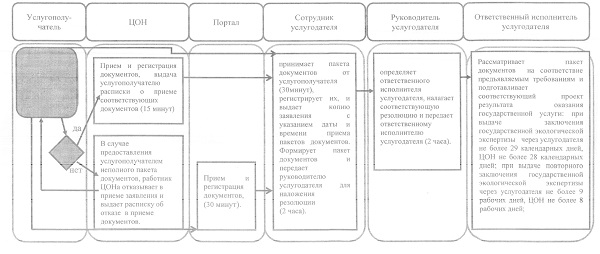 Услугополу-
чатель
ЦОН
Портал
Сотрудник
услугодателя
Руководитель
услугодателя
Ответственный исполнитель
услугодателя
Прием и регистрация
документов, выдача
услугополучателю
расписки о приеме
соответствующих
документов (15 минут)
да
нет
В случае
предоставления
услугополучателем
неполного пакета
документов, работник
ЦОНа отказывает в
приеме заявления и
выдает расписку об
отказе в приеме
документов.
Прием и
регистрация
документов,
(30 минут).
принимает пакета
документов от
услугополучателя
(30минут),
регистрирует их, и
выдает копию
заявления с
указанием даты и
времени приема
пакетов документов.
Формирует пакет
документов и
передает
руководителю
услугодателя для
наложения
резолюции
(2 часа).
определяет
ответственного
исполнителя
услугодателя, налагает
соответствующую
резолюцию и передает
ответственному
исполнителю
услугодателя (2 часа).
Рассматривает пакет
документов на соответствие
предъявляемым требованиям и
подготавливает
соответствующий проект
результата оказания
государственной услуги: при
выдаче заключения
государственной экологической
экспертизы через услугодателя
не более 29 календарных дней,
ЦОН не более 28 календарных
дней; при выдаче повторного
заключения государственной
экологической экспертизы
через услугодателя не более 9
рабочих дней, ЦОН не более 8
рабочих дней;